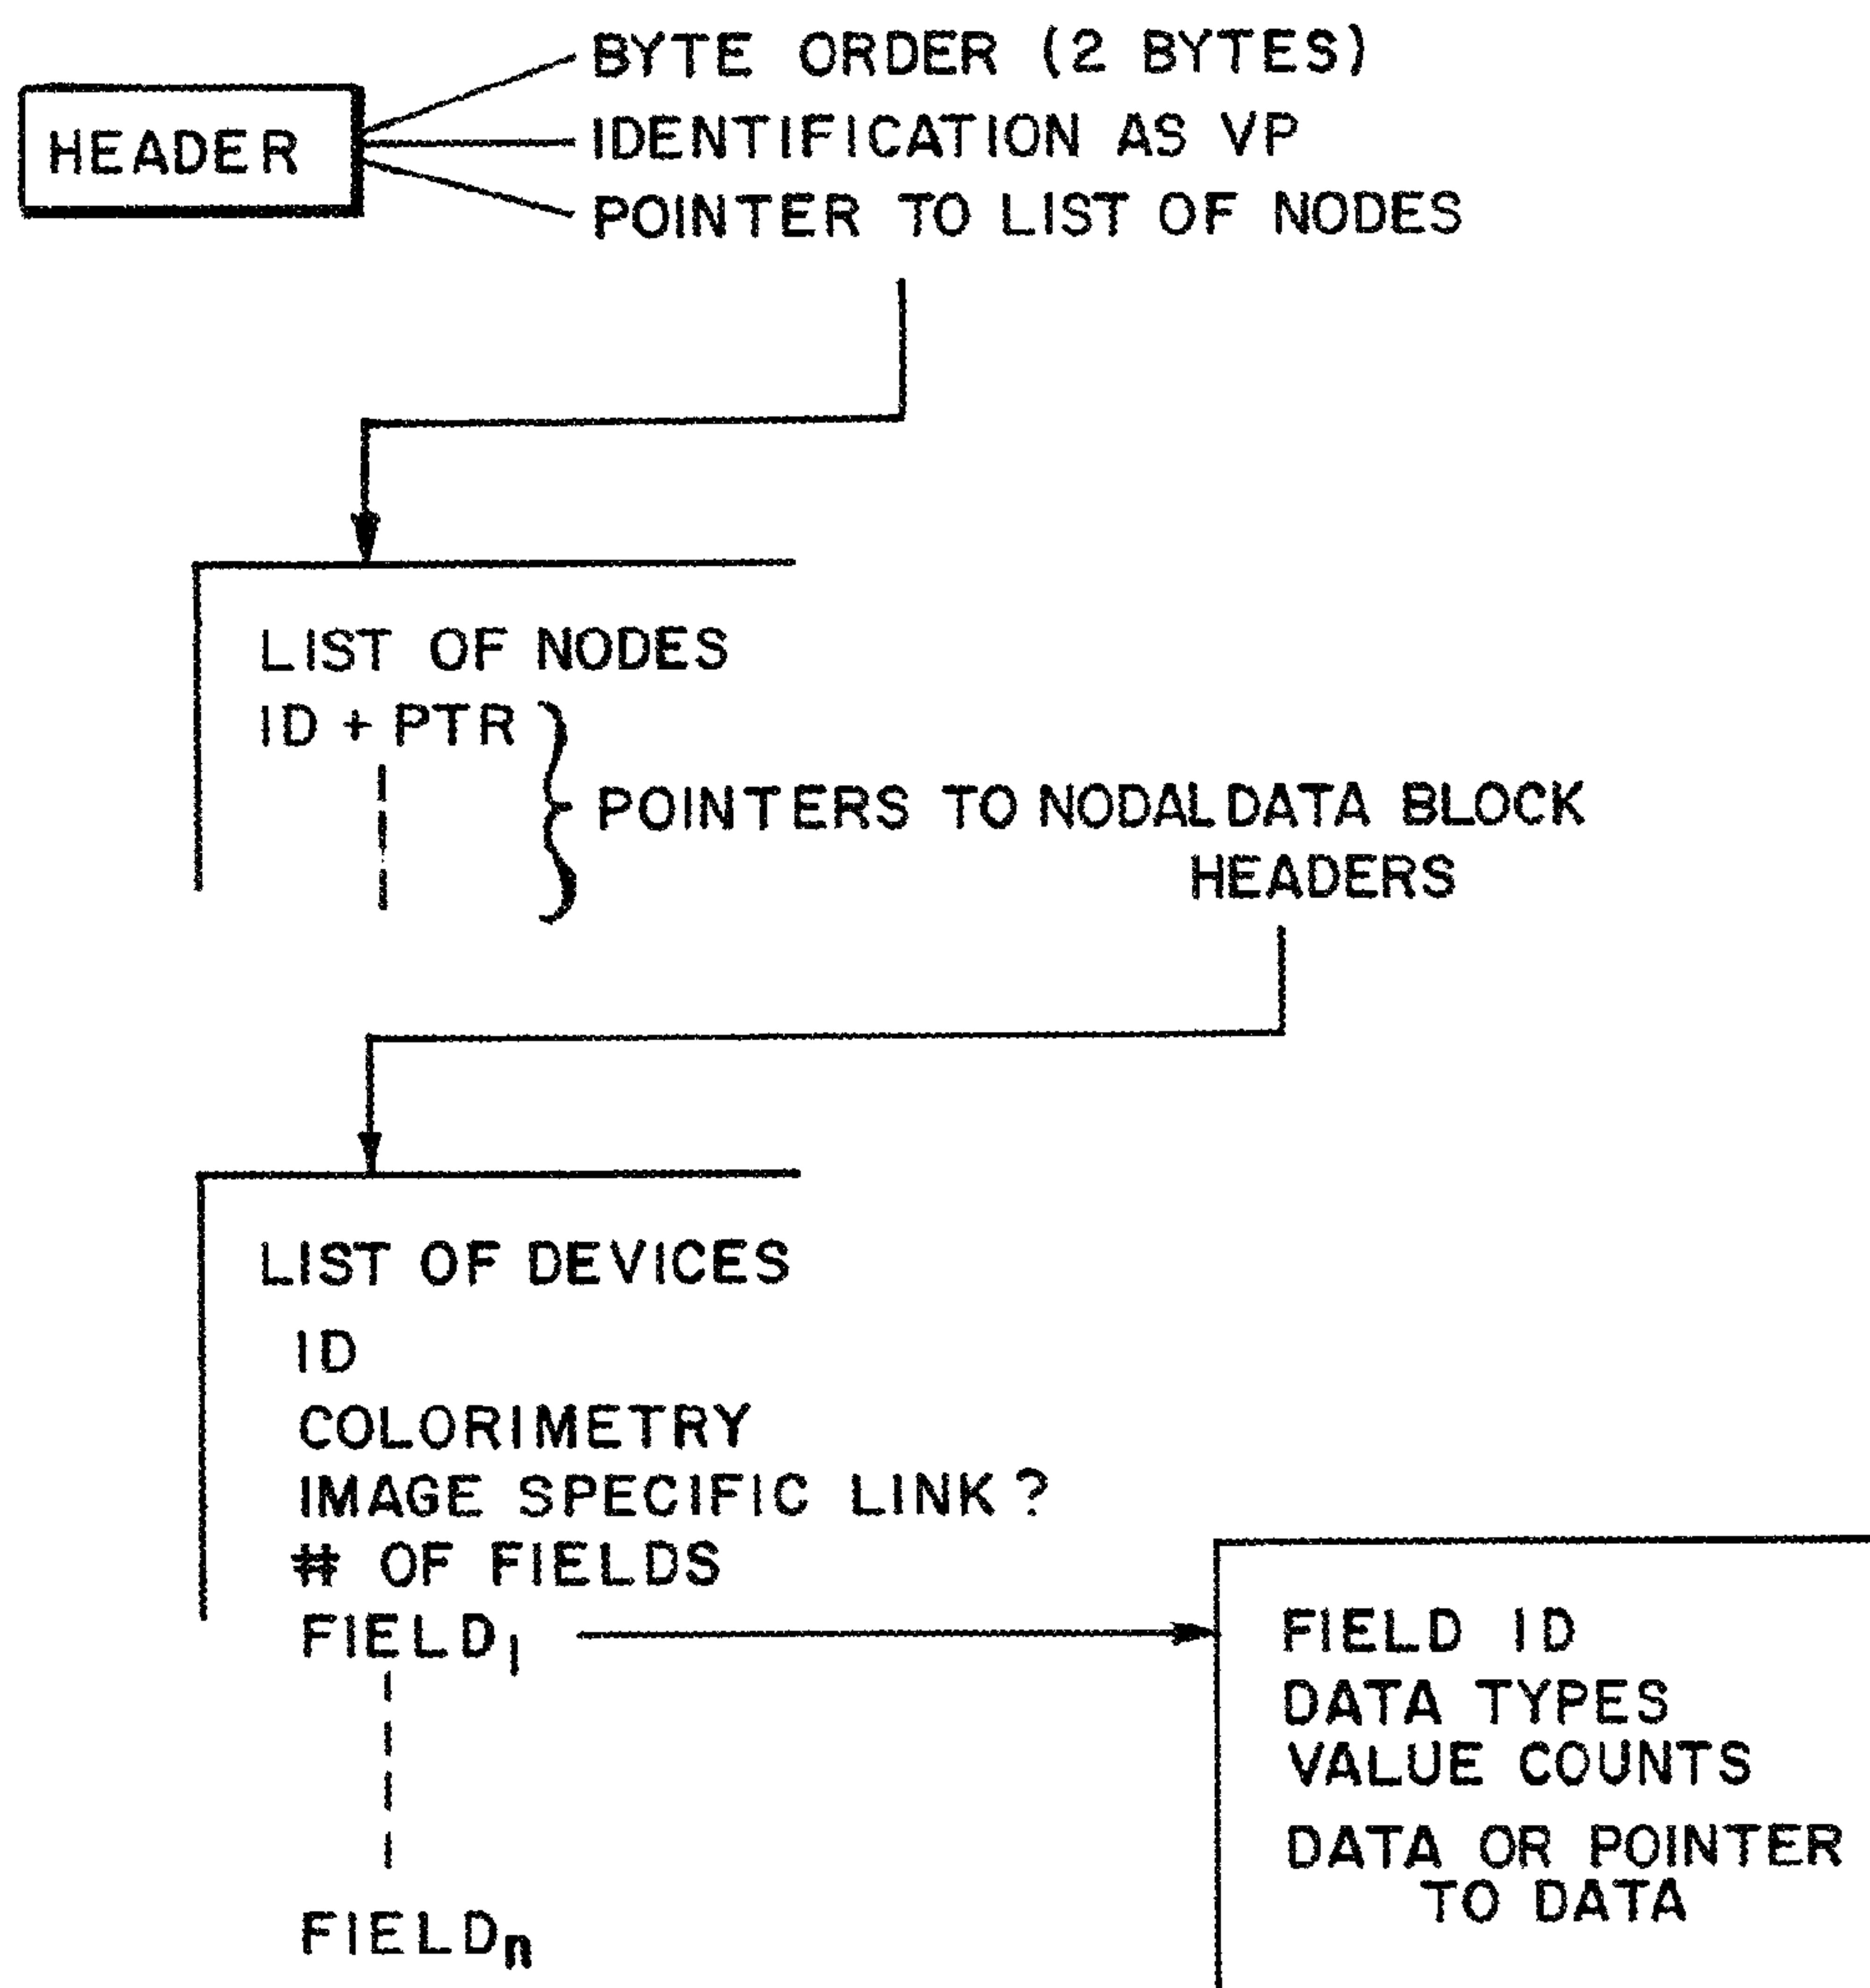 HEADER
BYTE ORDER (2 BYTES)
IDENTIFICATION AS VP
POINTER TO LIST OF NODES
LIST OF NODES
ID + PTR
POINTERS TO NODAL DATA BLOCK
HEADERS
LIST OF DEVICES
ID
COLORIMETRY
IMAGE SPECIFIC LINK ?
# OF FIELDS
FIELD1
FIELDn
FIELD ID
DATA TYPES
VALUE COUNTS
DATA OR POINTER
TO DATA